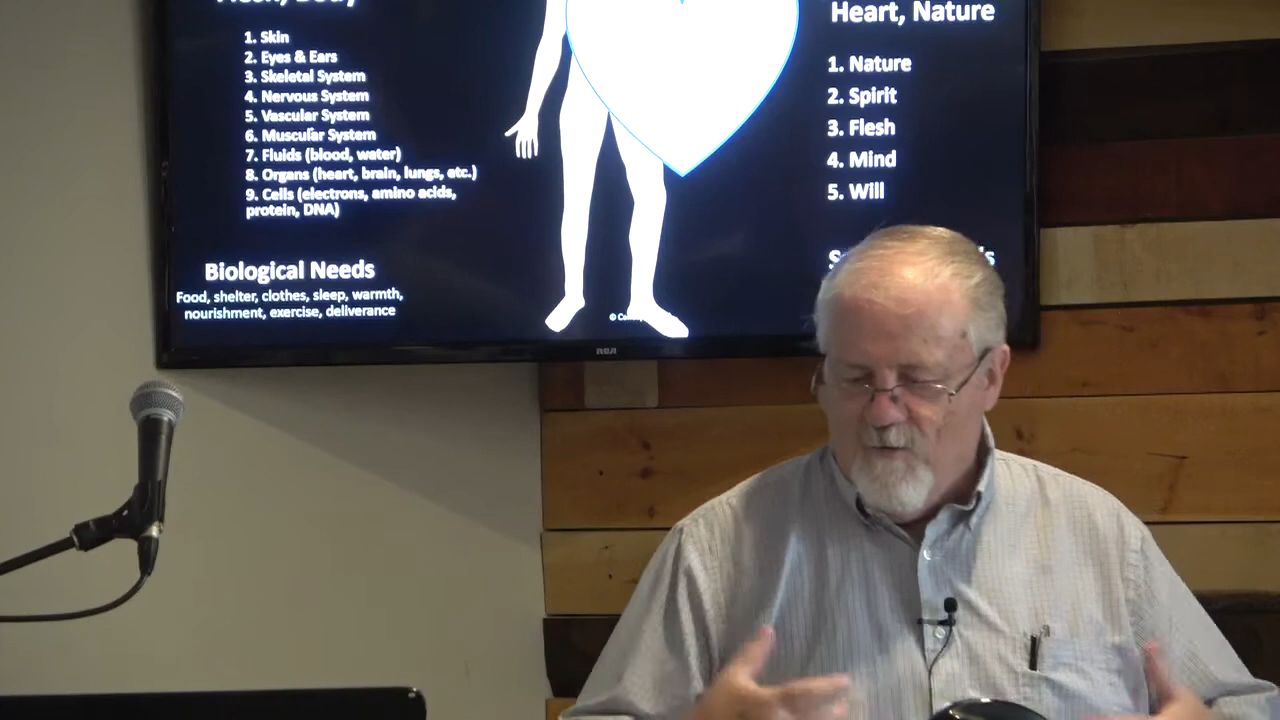 Flesh, Body
1. Skin
2. Eyes & Ears
3. Skeletal System
4. Nervous System
5. Vascular System
6. Muscular System
7. Fluids (blood, water)
8. Organs (heart, brain, lungs, etc.)
9. Cells (electrons, amino acids,
protein, DNA)
Biological Needs
Food, shelter, clothes, sleep, warmth,
nourishment, exercise, deliverance
Heart, Nature
1. Nature
2. Spirit
3. Flesh
4. Mind
5. Will
RCA